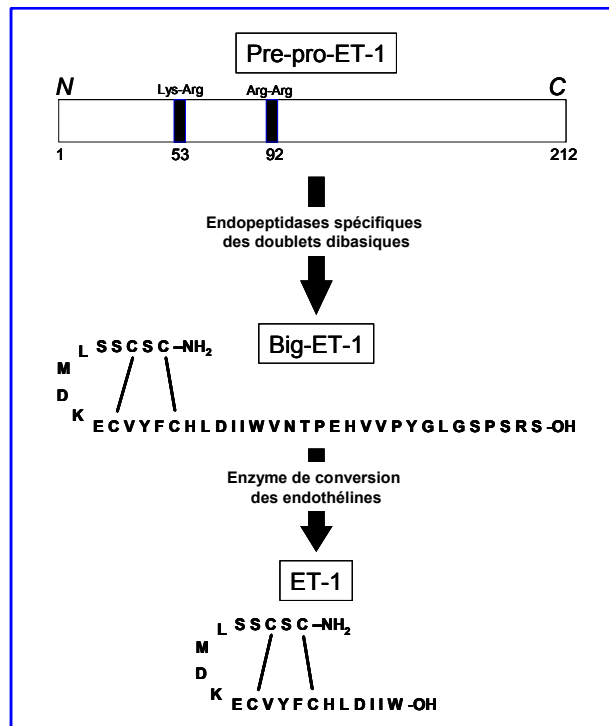 Pre-pro-ET-1
N C
Lys-Arg Arg-Arg
1 53 92 212
Endopeptidases spécifiques
des doublets dibasiques
Big-ET-1
L S S C S C –NH₂
M
D
K
E C V Y F C H L D I I W V N T P E H V V P Y G L G S P S R S -OH
Enzyme de conversion
des endothélines
ET-1
L S S C S C –NH₂
M
D
K
E C V Y F C H L D I I W -OH